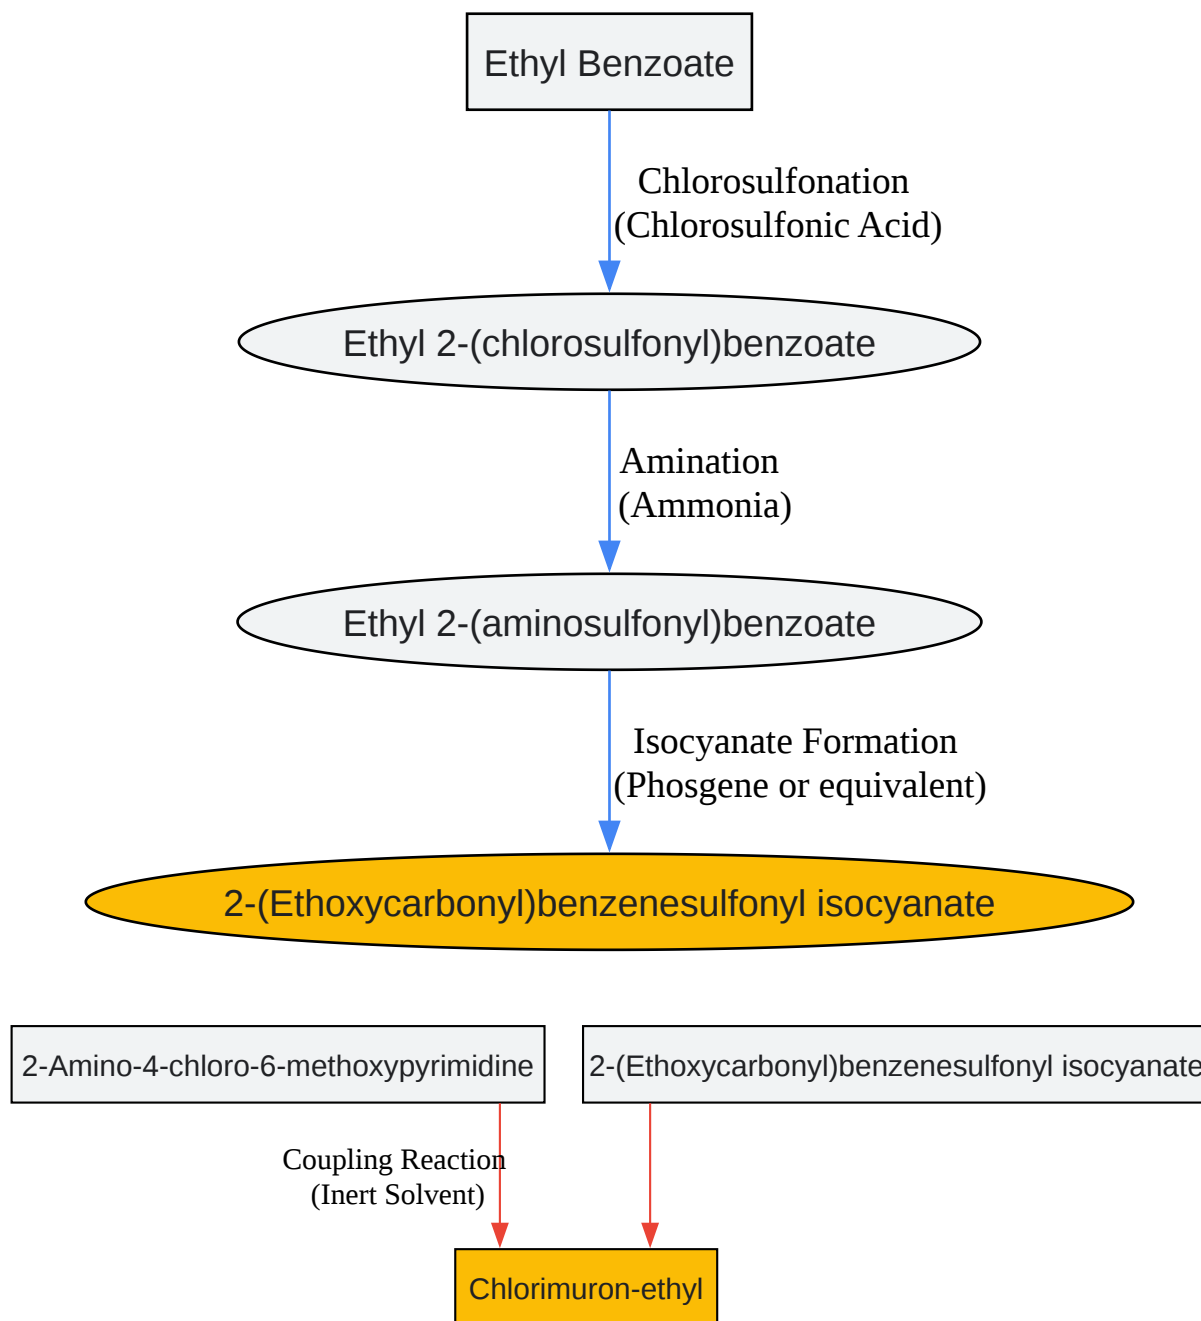 Ethyl Benzoate
Chlorosulfonation
(Chlorosulfonic Acid)
Ethyl 2-(chlorosulfonyl)benzoate
Amination
(Ammonia)
Ethyl 2-(aminosulfonyl)benzoate
Isocyanate Formation
(Phosgene or equivalent)
2-(Ethoxycarbonyl)benzenesulfonyl isocyanate
2-Amino-4-chloro-6-methoxypyrimidine
2-(Ethoxycarbonyl)benzenesulfonyl isocyanate
Coupling Reaction
(Inert Solvent)
Chlorimuron-ethyl